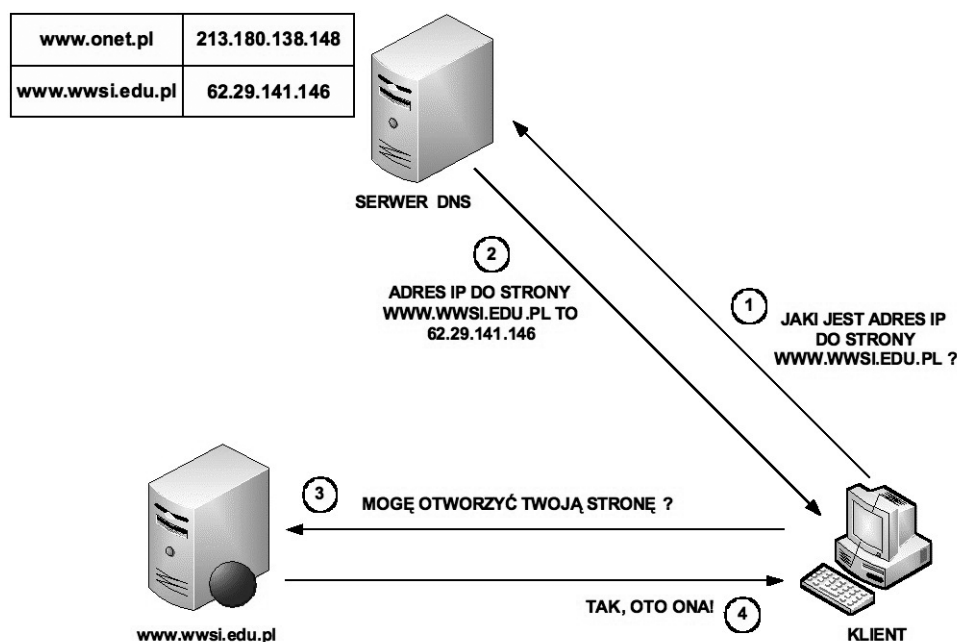 www.onet.pl 213.180.138.148
www.wwsi.edu.pl 62.29.141.146
SERWER DNS
2
ADRES IP DO STRONY
WWW.WWSI.EDU.PL TO
62.29.141.146
1
JAKI JEST ADRES IP
DO STRONY
WWW.WWSI.EDU.PL ?
3
MOGĘ OTWORZYĆ TWOJĄ STRONĘ ?
TAK, OTO ONA!
4
www.wwsi.edu.pl
KLIENT